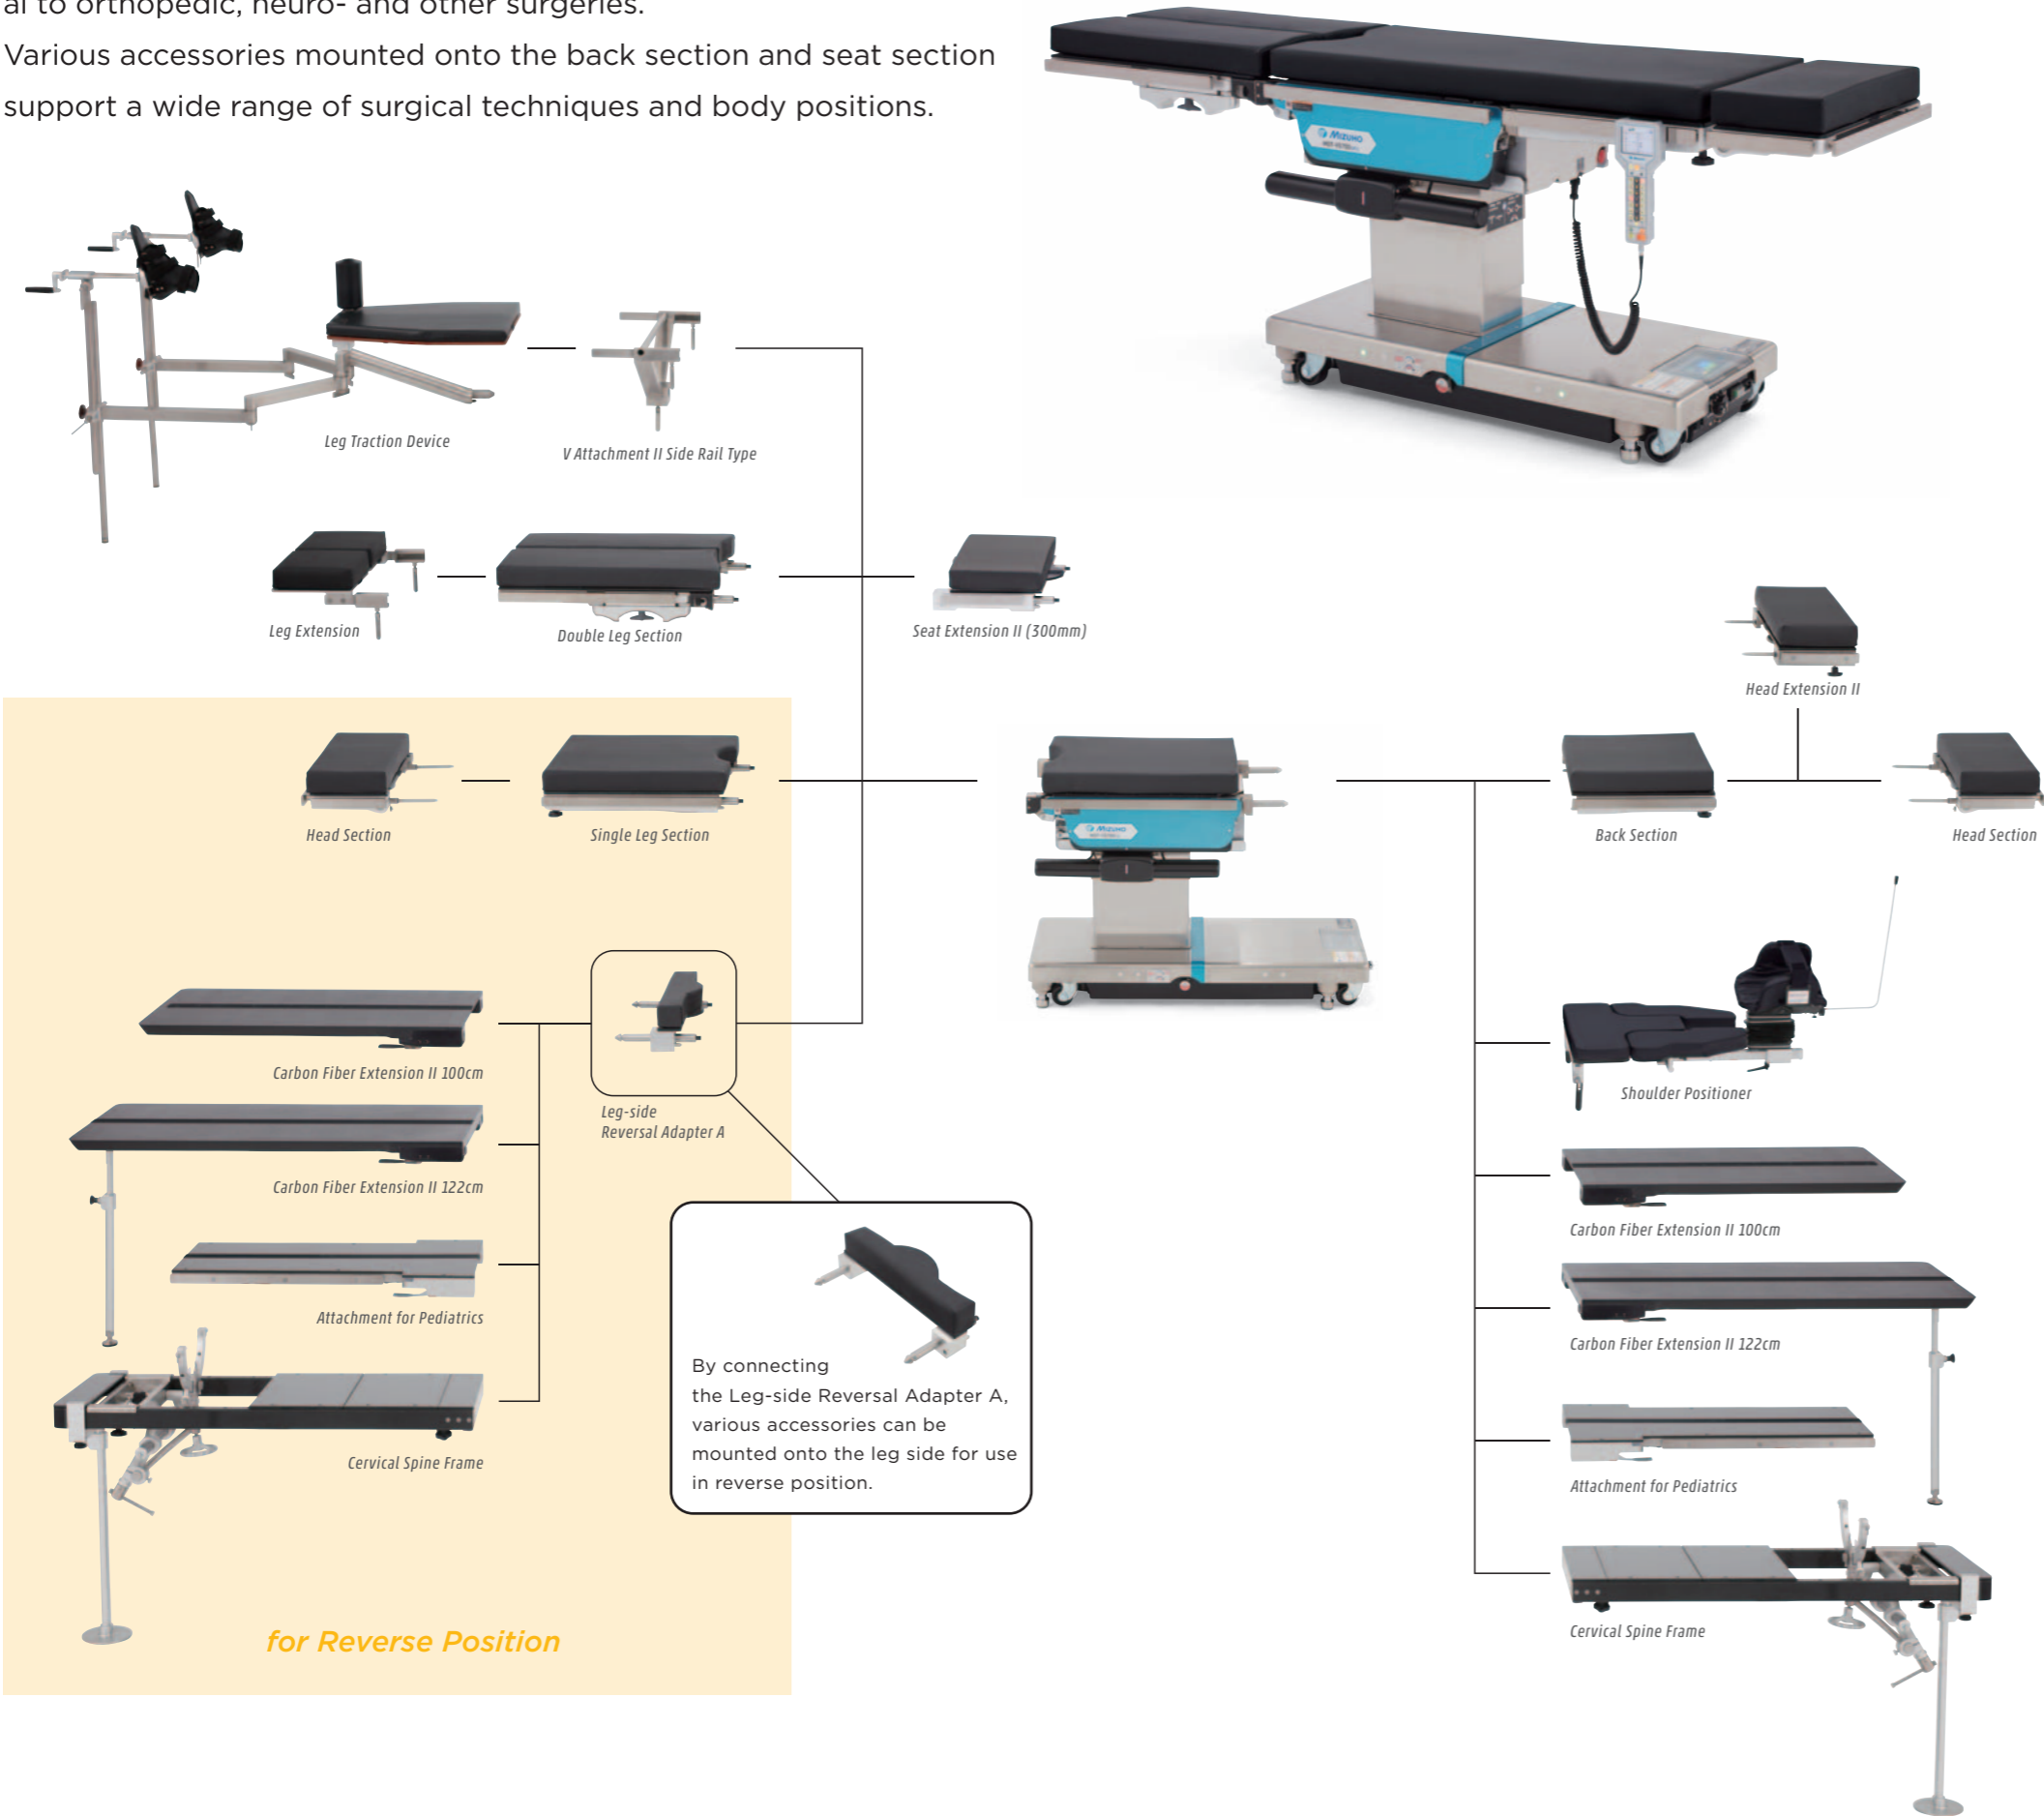 al to orthopedic, neuro- and other surgeries.
Various accessories mounted onto the back section and seat section
support a wide range of surgical techniques and body positions.
MIZUHO
Leg Traction Device
V Attachment II Side Rail Type
Leg Extension
Double Leg Section
Seat Extension II (300mm)
Head Extension II
Head Section
Single Leg Section
MIZUHO
Back Section
Head Section
Carbon Fiber Extension II 100cm
Leg-side
Reversal Adapter A
Shoulder Positioner
Carbon Fiber Extension II 122cm
Carbon Fiber Extension II 100cm
Attachment for Pediatrics
Carbon Fiber Extension II 122cm
By connecting
the Leg-side Reversal Adapter A,
various accessories can be
mounted onto the leg side for use
in reverse position.
Cervical Spine Frame
Attachment for Pediatrics
Cervical Spine Frame
for Reverse Position